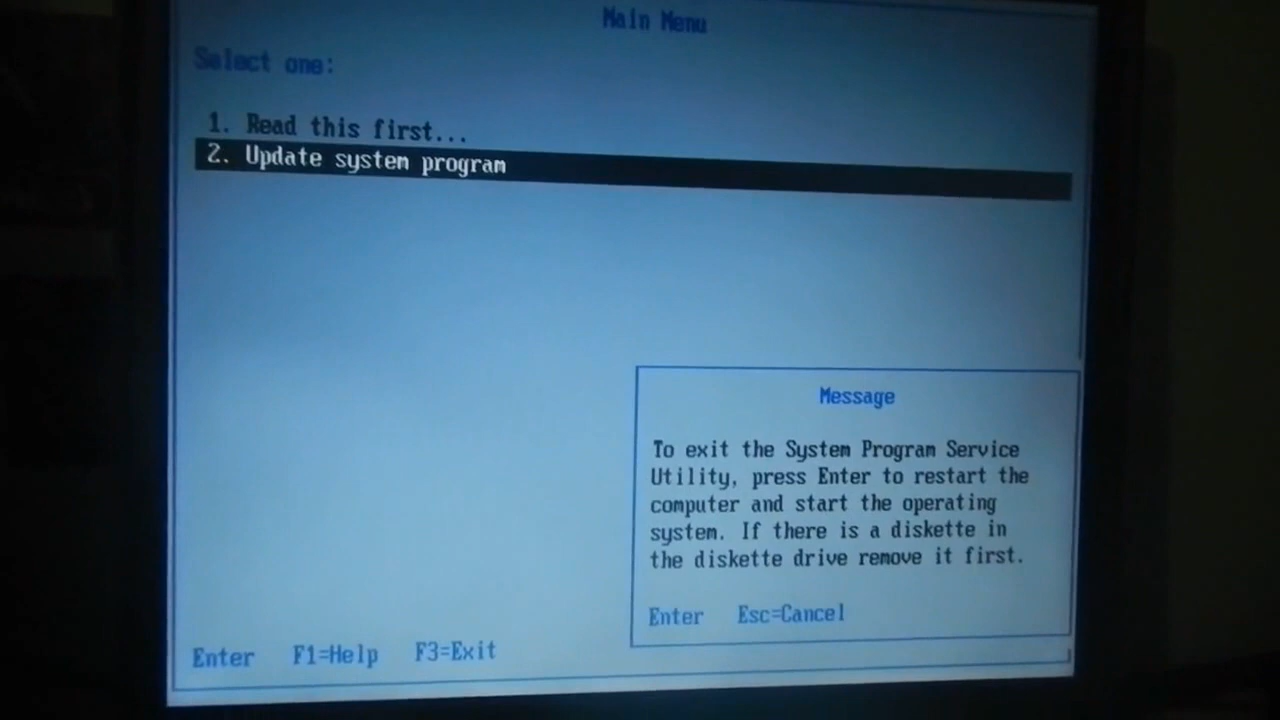 Main Menu
Select one:
1. Read this first...
2. Update system program
Message
To exit the System Program Service
Utility, press Enter to restart the
computer and start the operating
system. If there is a diskette in
the diskette drive remove it first.
Enter Esc=Cancel
Enter F1=Help F3=Exit